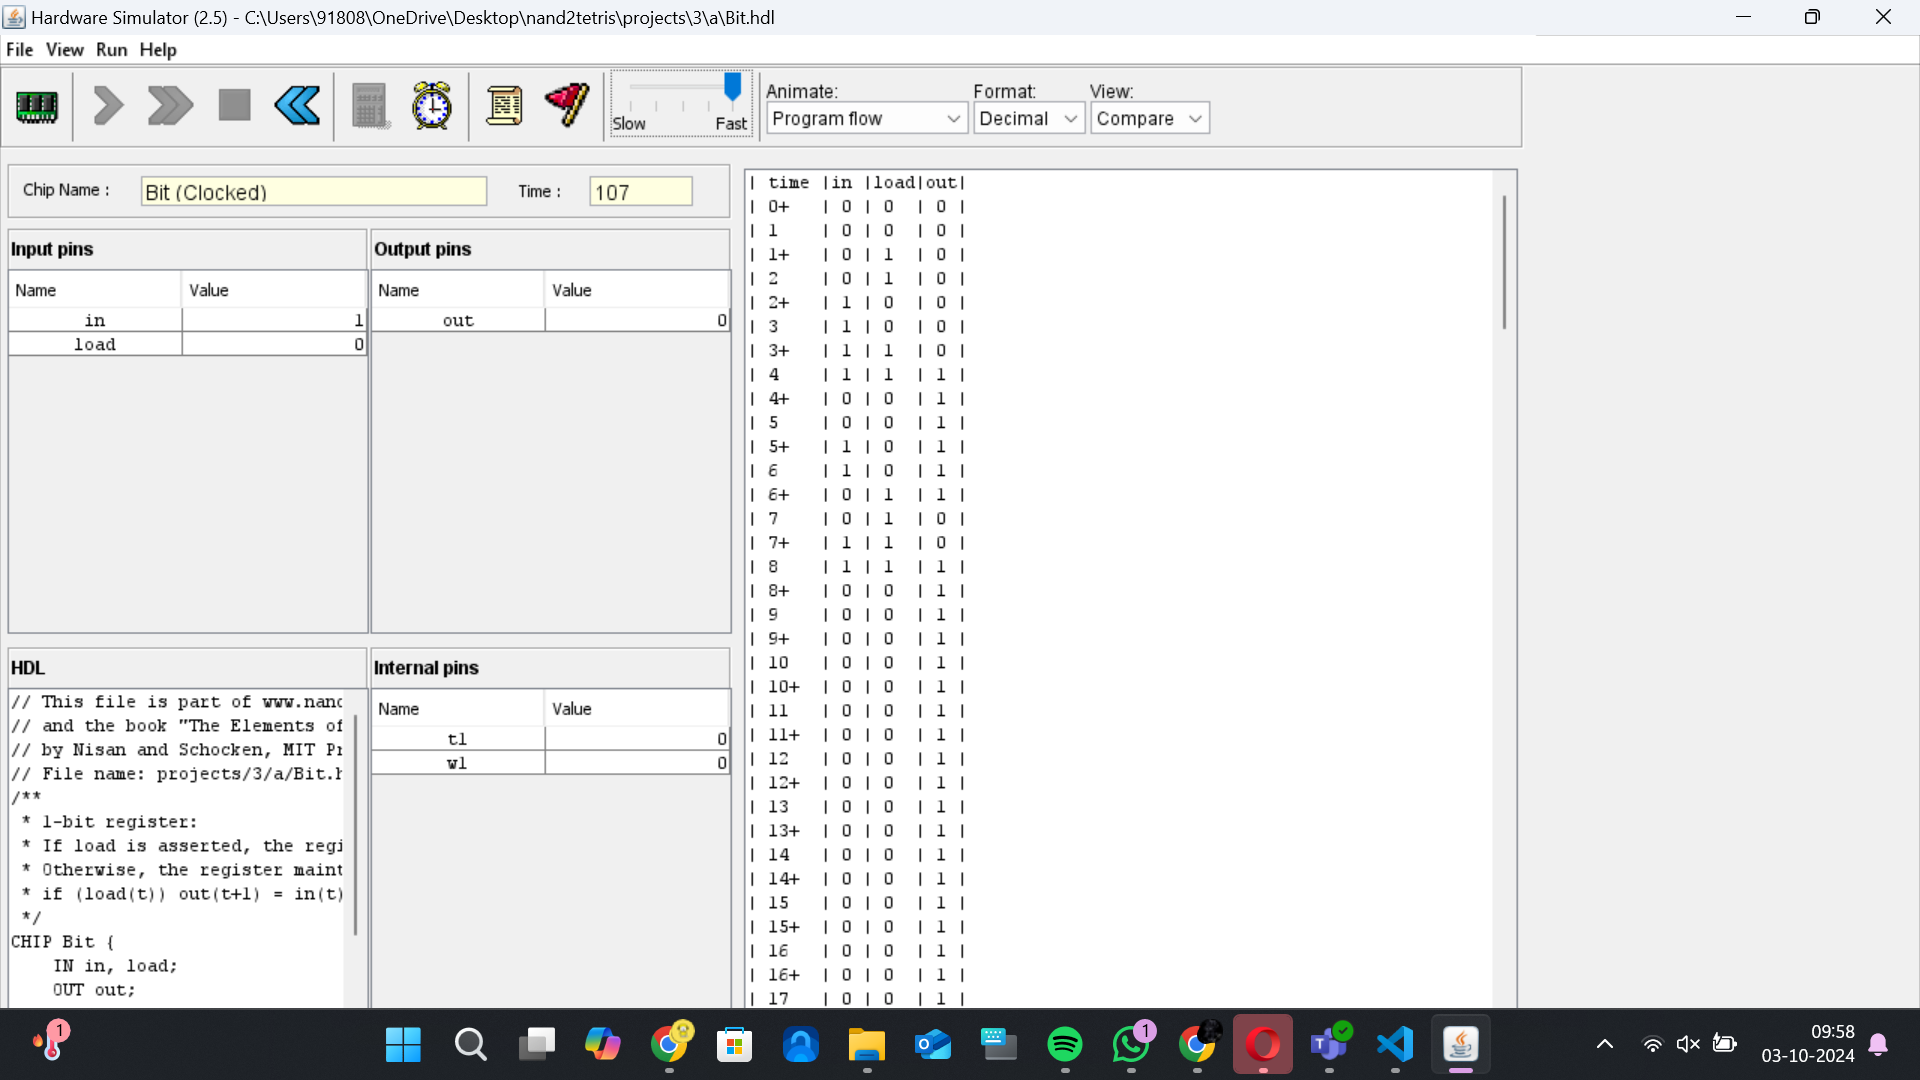 Hardware Simulator (2.5) - C:\Users\91808\OneDrive\Desktop\nand2tetris\projects\3\a\Bit.hdl
File View Run Help
Slow Fast
Animate:
Program flow
Format:
Decimal
View:
Compare
Chip Name :
Bit (Clocked)
Time :
107
Input pins
Name Value
in 1
load 0
Output pins
Name Value
out 0
HDL
// This file is part of www.nanc
// and the book "The Elements of
// by Nisan and Schocken, MIT Pr
// File name: projects/3/a/Bit.h
/**
* 1-bit register:
* If load is asserted, the regi
* Otherwise, the register maint
* if (load(t)) out(t+1) = in(t)
*/
CHIP Bit {
IN in, load;
OUT out;
Internal pins
Name Value
t1 0
w1 0
| time |in |load|out|
| 0+ | 0 | 0 | 0 |
| 1 | 0 | 0 | 0 |
| 1+ | 0 | 1 | 0 |
| 2 | 0 | 1 | 0 |
| 2+ | 1 | 0 | 0 |
| 3 | 1 | 0 | 0 |
| 3+ | 1 | 1 | 0 |
| 4 | 1 | 1 | 1 |
| 4+ | 0 | 0 | 1 |
| 5 | 0 | 0 | 1 |
| 5+ | 1 | 0 | 1 |
| 6 | 1 | 0 | 1 |
| 6+ | 0 | 1 | 1 |
| 7 | 0 | 1 | 0 |
| 7+ | 1 | 1 | 0 |
| 8 | 1 | 1 | 1 |
| 8+ | 0 | 0 | 1 |
| 9 | 0 | 0 | 1 |
| 9+ | 0 | 0 | 1 |
| 10 | 0 | 0 | 1 |
| 10+ | 0 | 0 | 1 |
| 11 | 0 | 0 | 1 |
| 11+ | 0 | 0 | 1 |
| 12 | 0 | 0 | 1 |
| 12+ | 0 | 0 | 1 |
| 13 | 0 | 0 | 1 |
| 13+ | 0 | 0 | 1 |
| 14 | 0 | 0 | 1 |
| 14+ | 0 | 0 | 1 |
| 15 | 0 | 0 | 1 |
| 15+ | 0 | 0 | 1 |
| 16 | 0 | 0 | 1 |
| 16+ | 0 | 0 | 1 |
| 17 | 0 | 0 | 1 |
1
1
09:58
03-10-2024